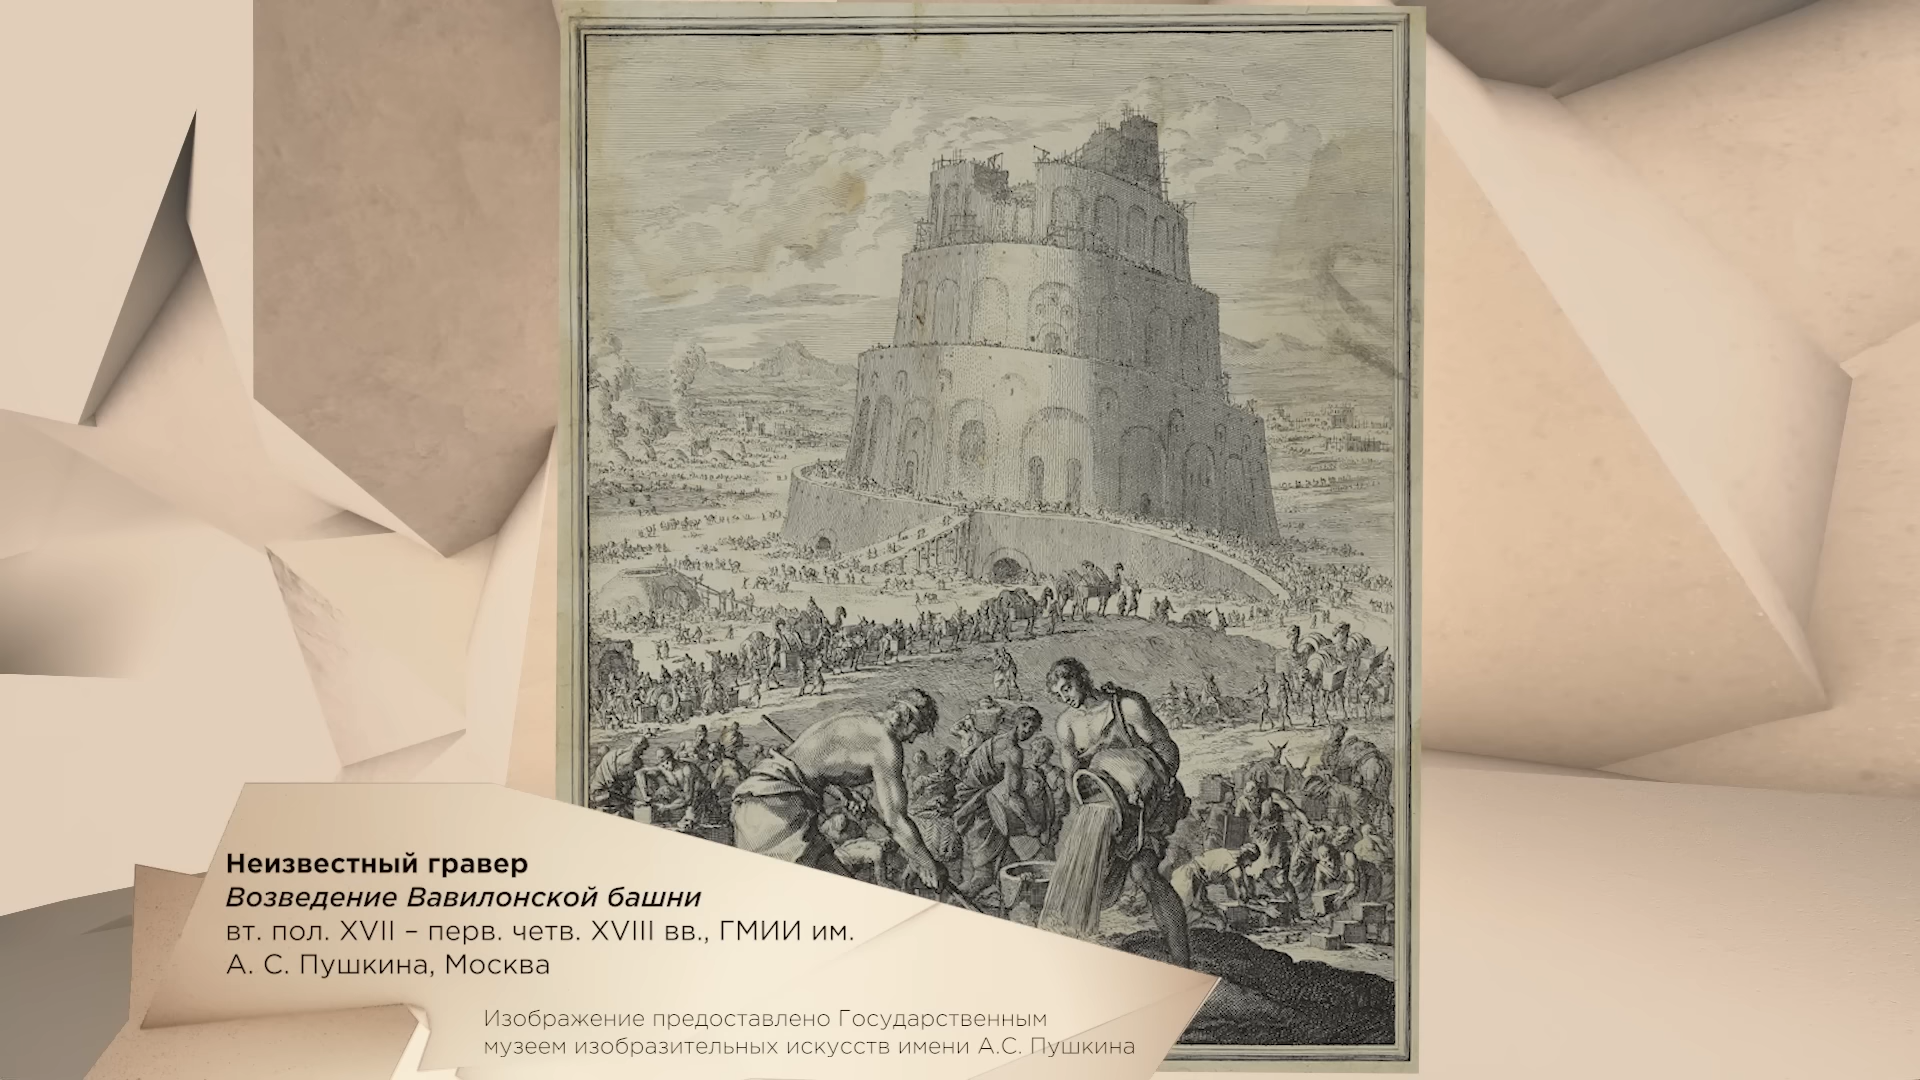 Неизвестный гравер
Возведение Вавилонской башни
вт. пол. XVII – перв. четв. XVIII вв., ГМИИ им.
А. С. Пушкина, Москва
Изображение предоставлено Государственным
музеем изобразительных искусств имени А.С. Пушкина